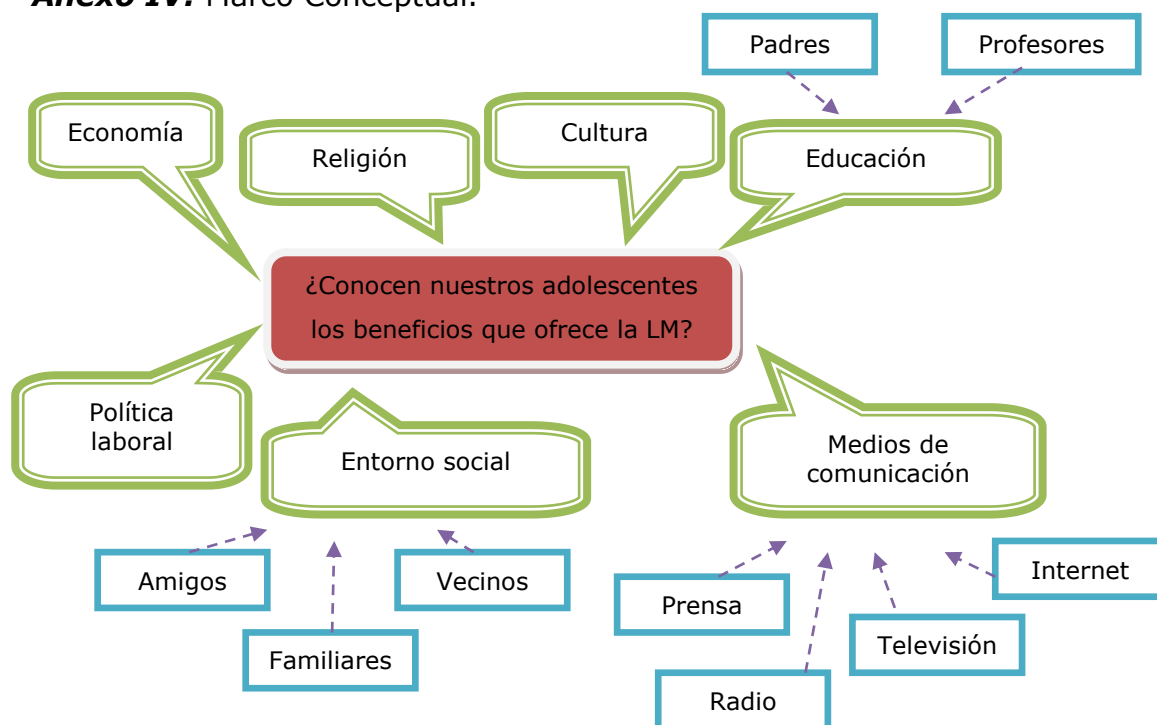 Anexo IV: Marco Conceptual.
Padres
Profesores
Economía
Religión
Cultura
Educación
¿Conocen nuestros adolescentes
los beneficios que ofrece la LM?
Política
laboral
Entorno social
Medios de
comunicación
Amigos
Familiares
Vecinos
Prensa
Radio
Televisión
Internet